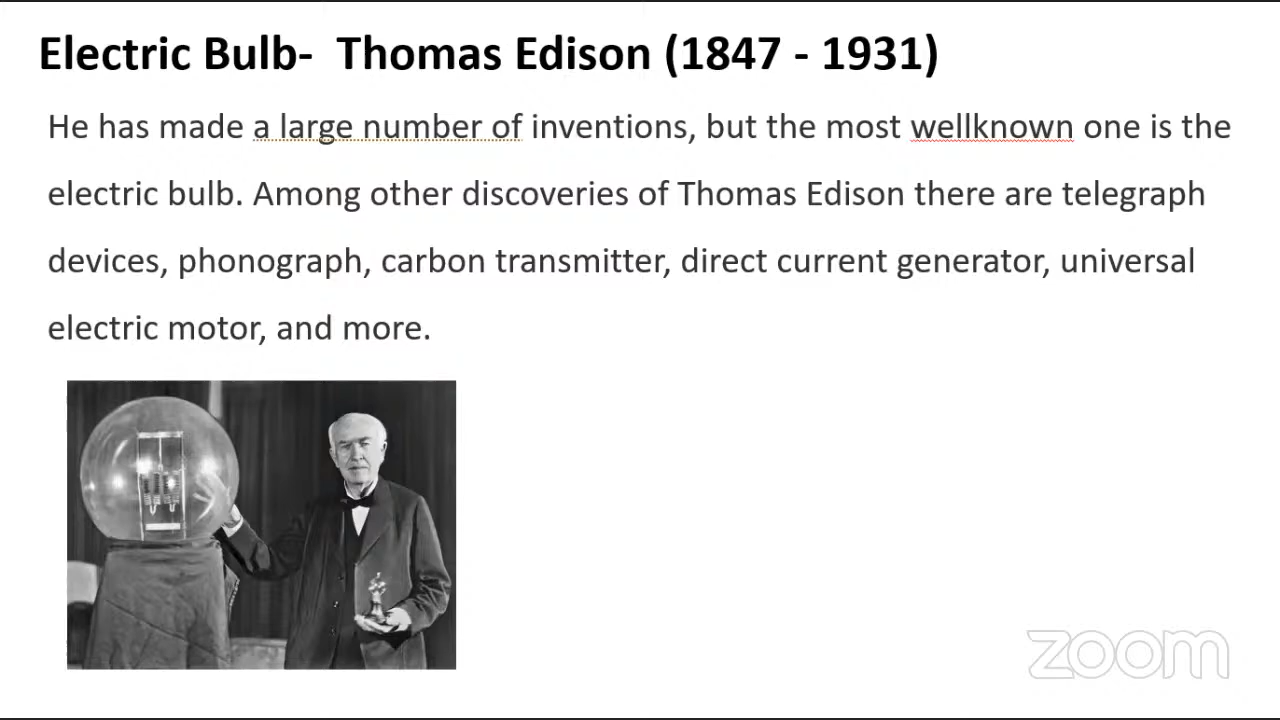 Electric Bulb-  Thomas Edison (1847 - 1931)
He has made a large number of inventions, but the most wellknown one is the
electric bulb. Among other discoveries of Thomas Edison there are telegraph
devices, phonograph, carbon transmitter, direct current generator, universal
electric motor, and more.
zoom